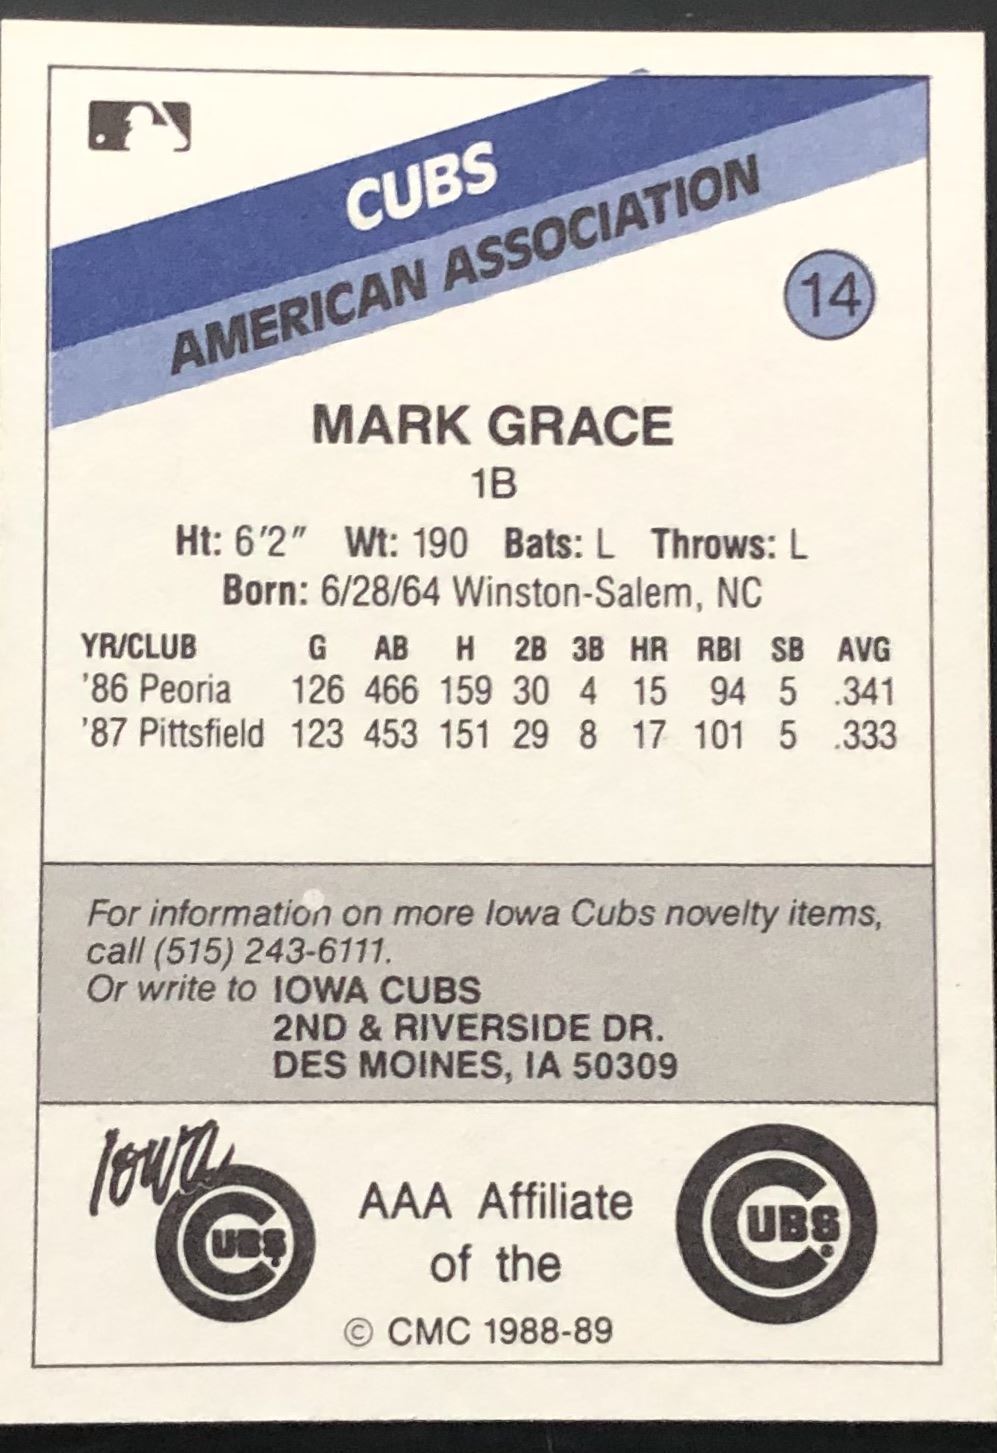 CUBS
AMERICAN ASSOCIATION
14
MARK GRACE
1B
Ht: 6'2" Wt: 190 Bats: L Throws: L
Born: 6/28/64 Winston-Salem, NC
YR/CLUB G AB H 2B 3B HR RBI SB AVG
'86 Peoria 126 466 159 30 4 15 94 5 .341
'87 Pittsfield 123 453 151 29 8 17 101 5 .333
For information on more Iowa Cubs novelty items,
call (515) 243-6111.
Or write to IOWA CUBS
2ND & RIVERSIDE DR.
DES MOINES, IA 50309
Iowa
CUBS
AAA Affiliate
of the
CUBS®
© CMC 1988-89